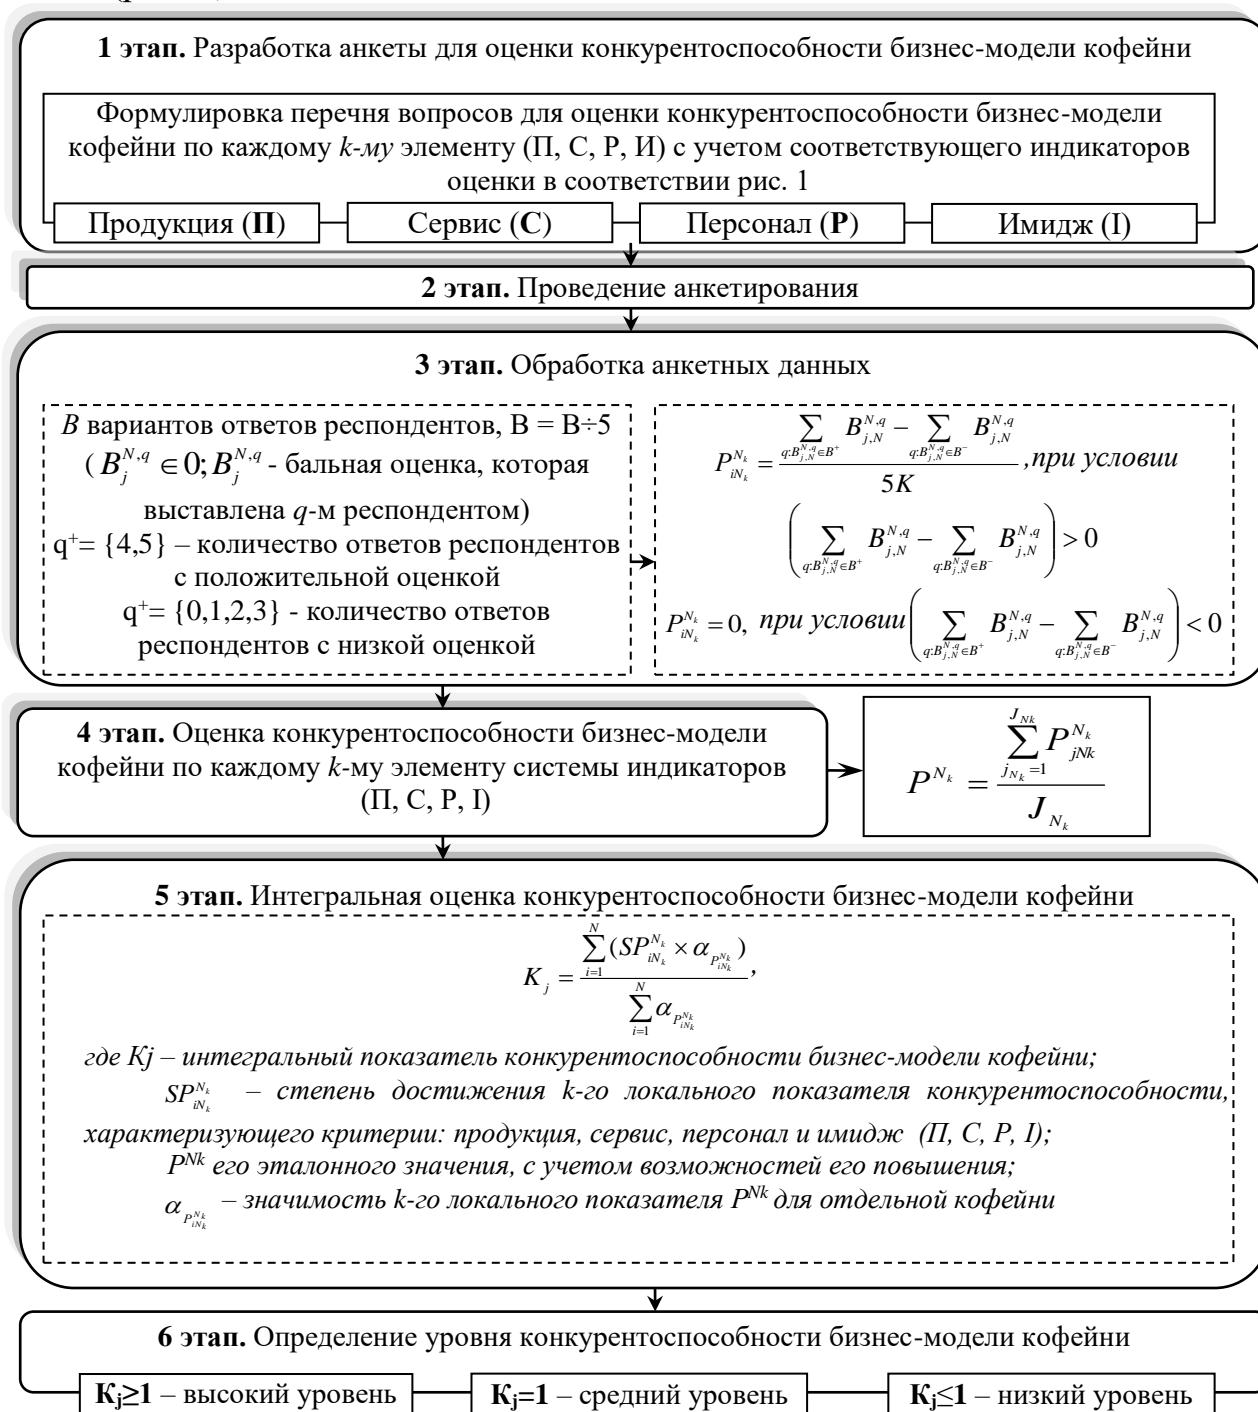 1 этап. Разработка анкеты для оценки конкурентоспособности бизнес-модели кофейни
Формулировка перечня вопросов для оценки конкурентоспособности бизнес-модели
кофейни по каждому k-му элементу (П, С, Р, И) с учетом соответствующего индикаторов
оценки в соответствии рис. 1
Продукция (П) Сервис (С) Персонал (Р) Имидж (I)
2 этап. Проведение анкетирования
3 этап. Обработка анкетных данных
B вариантов ответов респондентов, B = B÷5
( B_j^{N,q} ∈ 0; B_j^{N,q} - бальная оценка, которая
выставлена q-м респондентом)
q⁺= {4,5} – количество ответов респондентов
с положительной оценкой
q⁺= {0,1,2,3} - количество ответов
респондентов с низкой оценкой
P_{iN_k}^{N_k} = (∑_{q:B_{j,N}^{N,q}∈B^+} B_{j,N}^{N,q} − ∑_{q:B_{j,N}^{N,q}∈B^-} B_{j,N}^{N,q}) / 5K , при условии
(∑_{q:B_{j,N}^{N,q}∈B^+} B_{j,N}^{N,q} − ∑_{q:B_{j,N}^{N,q}∈B^-} B_{j,N}^{N,q}) > 0
P_{iN_k}^{N_k} = 0, при условии (∑_{q:B_{j,N}^{N,q}∈B^+} B_{j,N}^{N,q} − ∑_{q:B_{j,N}^{N,q}∈B^-} B_{j,N}^{N,q}) < 0
4 этап. Оценка конкурентоспособности бизнес-модели
кофейни по каждому k-му элементу системы индикаторов
(П, С, Р, I)
P^{N_k} = ∑_{j_{N_k}=1}^{J_{Nk}} P_{jNk}^{N_k} / J_{N_k}
5 этап. Интегральная оценка конкурентоспособности бизнес-модели кофейни
K_j = ∑_{i=1}^{N} (SP_{iN_k}^{N_k} × α_{P_{iN_k}^{N_k}}) / ∑_{i=1}^{N} α_{P_{iN_k}^{N_k}} ,
где Kj – интегральный показатель конкурентоспособности бизнес-модели кофейни;
SP_{iN_k}^{N_k} – степень достижения k-го локального показателя конкурентоспособности,
характеризующего критерии: продукция, сервис, персонал и имидж (П, С, Р, I);
P^{Nk} его эталонного значения, с учетом возможностей его повышения;
α_{P_{iN_k}^{N_k}} – значимость k-го локального показателя P^{Nk} для отдельной кофейни
6 этап. Определение уровня конкурентоспособности бизнес-модели кофейни
Kj≥1 – высокий уровень Kj=1 – средний уровень Kj≤1 – низкий уровень